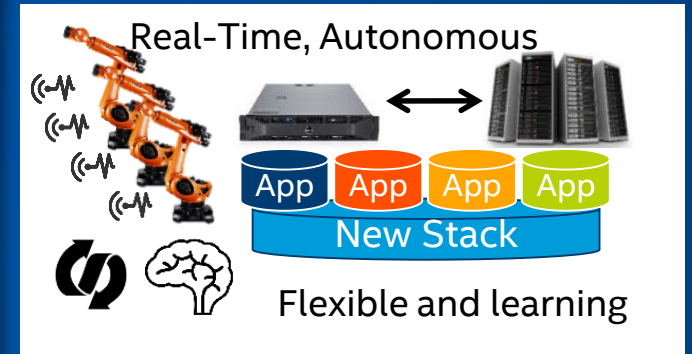 Real-Time, Autonomous
App App App App
New Stack
Flexible and learning